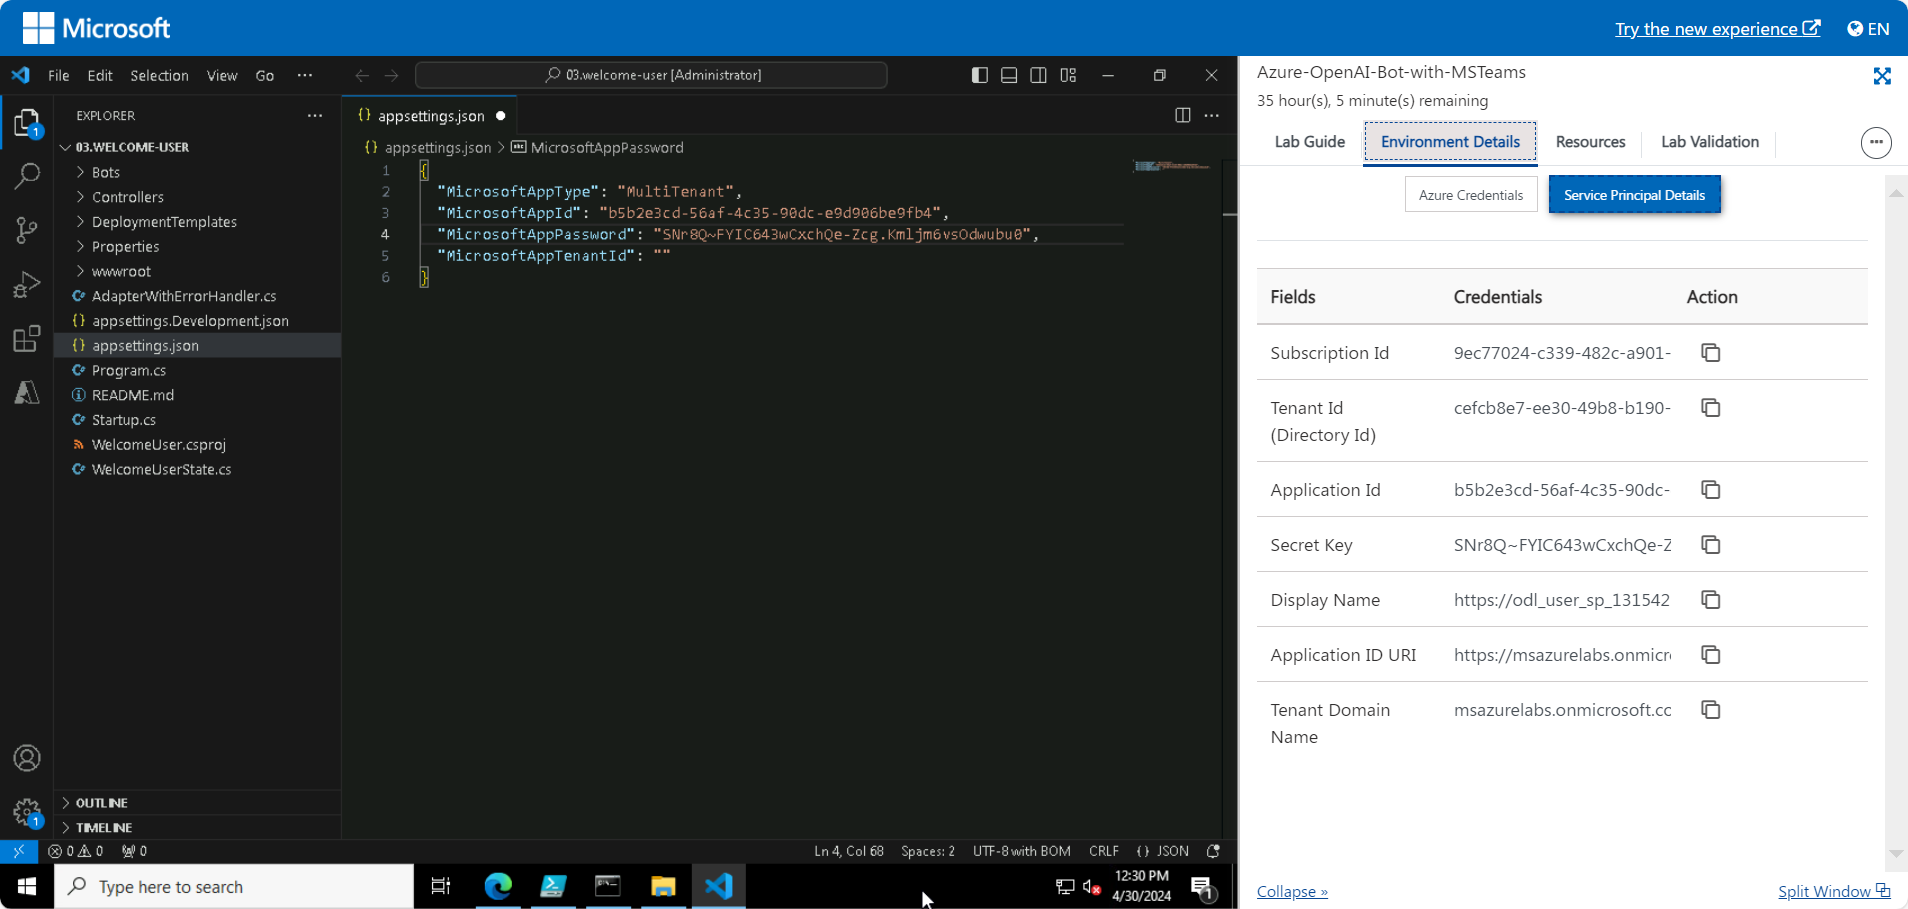 Microsoft
Try the new experience
EN
File Edit Selection View Go ···
03.welcome-user [Administrator]
EXPLORER
03.WELCOME-USER
Bots
Controllers
DeploymentTemplates
Properties
wwwroot
AdapterWithErrorHandler.cs
appsettings.Development.json
appsettings.json
Program.cs
README.md
Startup.cs
WelcomeUser.csproj
WelcomeUserState.cs
OUTLINE
TIMELINE
1
1
{} appsettings.json
{} appsettings.json > abc MicrosoftAppPassword
1 {
2 "MicrosoftAppType": "MultiTenant",
3 "MicrosoftAppId": "b5b2e3cd-56af-4c35-90dc-e9d906be9fb4",
4 "MicrosoftAppPassword": "SNr8Q~FYIC643wCxchQe-Zcg.Kmljm6vsOdwubu0",
5 "MicrosoftAppTenantId": ""
6 }
0 0 0
Ln 4, Col 68 Spaces: 2 UTF-8 with BOM CRLF {} JSON
Type here to search
12:30 PM
4/30/2024
1
Azure-OpenAI-Bot-with-MSTeams
35 hour(s), 5 minute(s) remaining
Lab Guide Environment Details Resources Lab Validation
Azure Credentials Service Principal Details
Fields Credentials Action
Subscription Id 9ec77024-c339-482c-a901-
Tenant Id cefcb8e7-ee30-49b8-b190-
(Directory Id)
Application Id b5b2e3cd-56af-4c35-90dc-
Secret Key SNr8Q~FYIC643wCxchQe-Z
Display Name https://odl_user_sp_131542
Application ID URI https://msazurelabs.onmicr
Tenant Domain msazurelabs.onmicrosoft.co
Name
Collapse »
Split Window